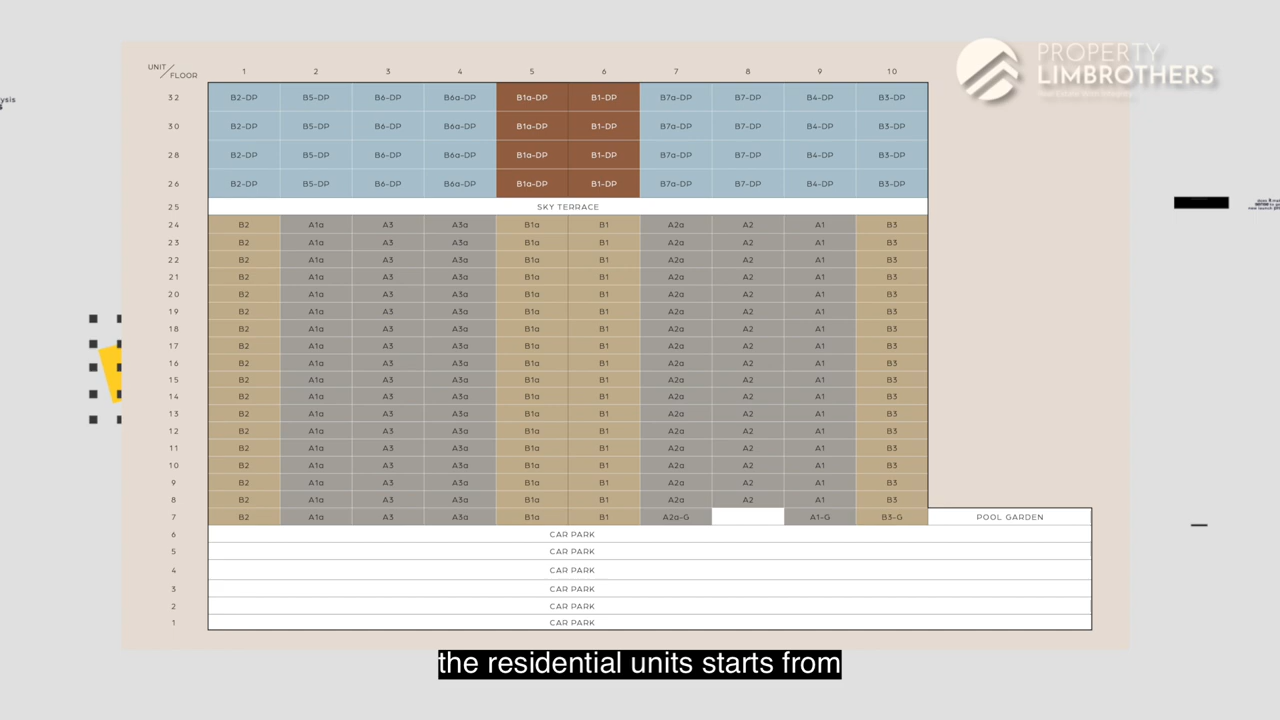 ysis
PROPERTY
LIMBROTHERS
UNIT/FLOOR 1 2 3 4 5 6 7 8 9 10
32 B2-DP B5-DP B6-DP B6a-DP B1a-DP B1-DP B7a-DP B7-DP B4-DP B3-DP
30 B2-DP B5-DP B6-DP B6a-DP B1a-DP B1-DP B7a-DP B7-DP B4-DP B3-DP
28 B2-DP B5-DP B6-DP B6a-DP B1a-DP B1-DP B7a-DP B7-DP B4-DP B3-DP
26 B2-DP B5-DP B6-DP B6a-DP B1a-DP B1-DP B7a-DP B7-DP B4-DP B3-DP
25 SKY TERRACE
24 B2 A1a A3 A3a B1a B1 A2a A2 A1 B3
23 B2 A1a A3 A3a B1a B1 A2a A2 A1 B3
22 B2 A1a A3 A3a B1a B1 A2a A2 A1 B3
21 B2 A1a A3 A3a B1a B1 A2a A2 A1 B3
20 B2 A1a A3 A3a B1a B1 A2a A2 A1 B3
19 B2 A1a A3 A3a B1a B1 A2a A2 A1 B3
18 B2 A1a A3 A3a B1a B1 A2a A2 A1 B3
17 B2 A1a A3 A3a B1a B1 A2a A2 A1 B3
16 B2 A1a A3 A3a B1a B1 A2a A2 A1 B3
15 B2 A1a A3 A3a B1a B1 A2a A2 A1 B3
14 B2 A1a A3 A3a B1a B1 A2a A2 A1 B3
13 B2 A1a A3 A3a B1a B1 A2a A2 A1 B3
12 B2 A1a A3 A3a B1a B1 A2a A2 A1 B3
11 B2 A1a A3 A3a B1a B1 A2a A2 A1 B3
10 B2 A1a A3 A3a B1a B1 A2a A2 A1 B3
9 B2 A1a A3 A3a B1a B1 A2a A2 A1 B3
8 B2 A1a A3 A3a B1a B1 A2a A2 A1 B3
7 B2 A1a A3 A3a B1a B1 A2a-G A1-G B3-G POOL GARDEN
6 CAR PARK
5 CAR PARK
4 CAR PARK
3 CAR PARK
2 CAR PARK
1 CAR PARK
the residential units starts from